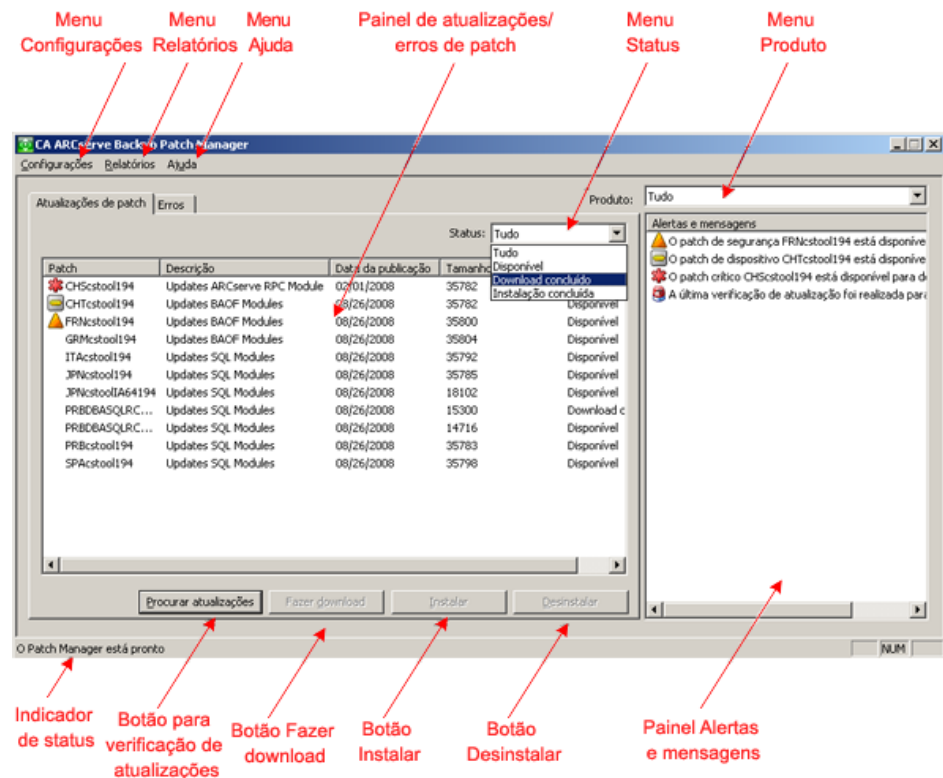 Menu Configurações
Menu Relatórios
Menu Ajuda
Painel de atualizações/ erros de patch
Menu Status
Menu Produto
CA ARCserve Backup Patch Manager
Configurações Relatórios Ajuda
Atualizações de patch Erros
Produto: Tudo
Status: Tudo
Tudo
Disponível
Download concluído
Instalação concluída
Patch Descrição Data da publicação Tamanho
CHScstool194 Updates ARCserve RPC Module 02/01/2008 35782
CHTcstool194 Updates BAOF Modules 08/26/2008 35782 Disponível
FRNcstool194 Updates BAOF Modules 08/26/2008 35800 Disponível
GRMcstool194 Updates BAOF Modules 08/26/2008 35804 Disponível
ITAcstool194 Updates SQL Modules 08/26/2008 35792 Disponível
JPNcstool194 Updates SQL Modules 08/26/2008 35785 Disponível
JPNcstoolIA64194 Updates SQL Modules 08/26/2008 18102 Disponível
PRBDBASQLRC... Updates SQL Modules 08/26/2008 15300 Download c
PRBDBASQLRC... Updates SQL Modules 08/26/2008 14716 Disponível
PRBcstool194 Updates SQL Modules 08/26/2008 35783 Disponível
SPAcstool194 Updates SQL Modules 08/26/2008 35798 Disponível
Alertas e mensagens
O patch de segurança FRNcstool194 está disponíve
O patch de dispositivo CHTcstool194 está disponíve
O patch crítico CHScstool194 está disponível para d
A última verificação de atualização foi realizada para
Procurar atualizações Fazer download Instalar Desinstalar
O Patch Manager está pronto NUM
Indicador de status
Botão para verificação de atualizações
Botão Fazer download
Botão Instalar
Botão Desinstalar
Painel Alertas e mensagens